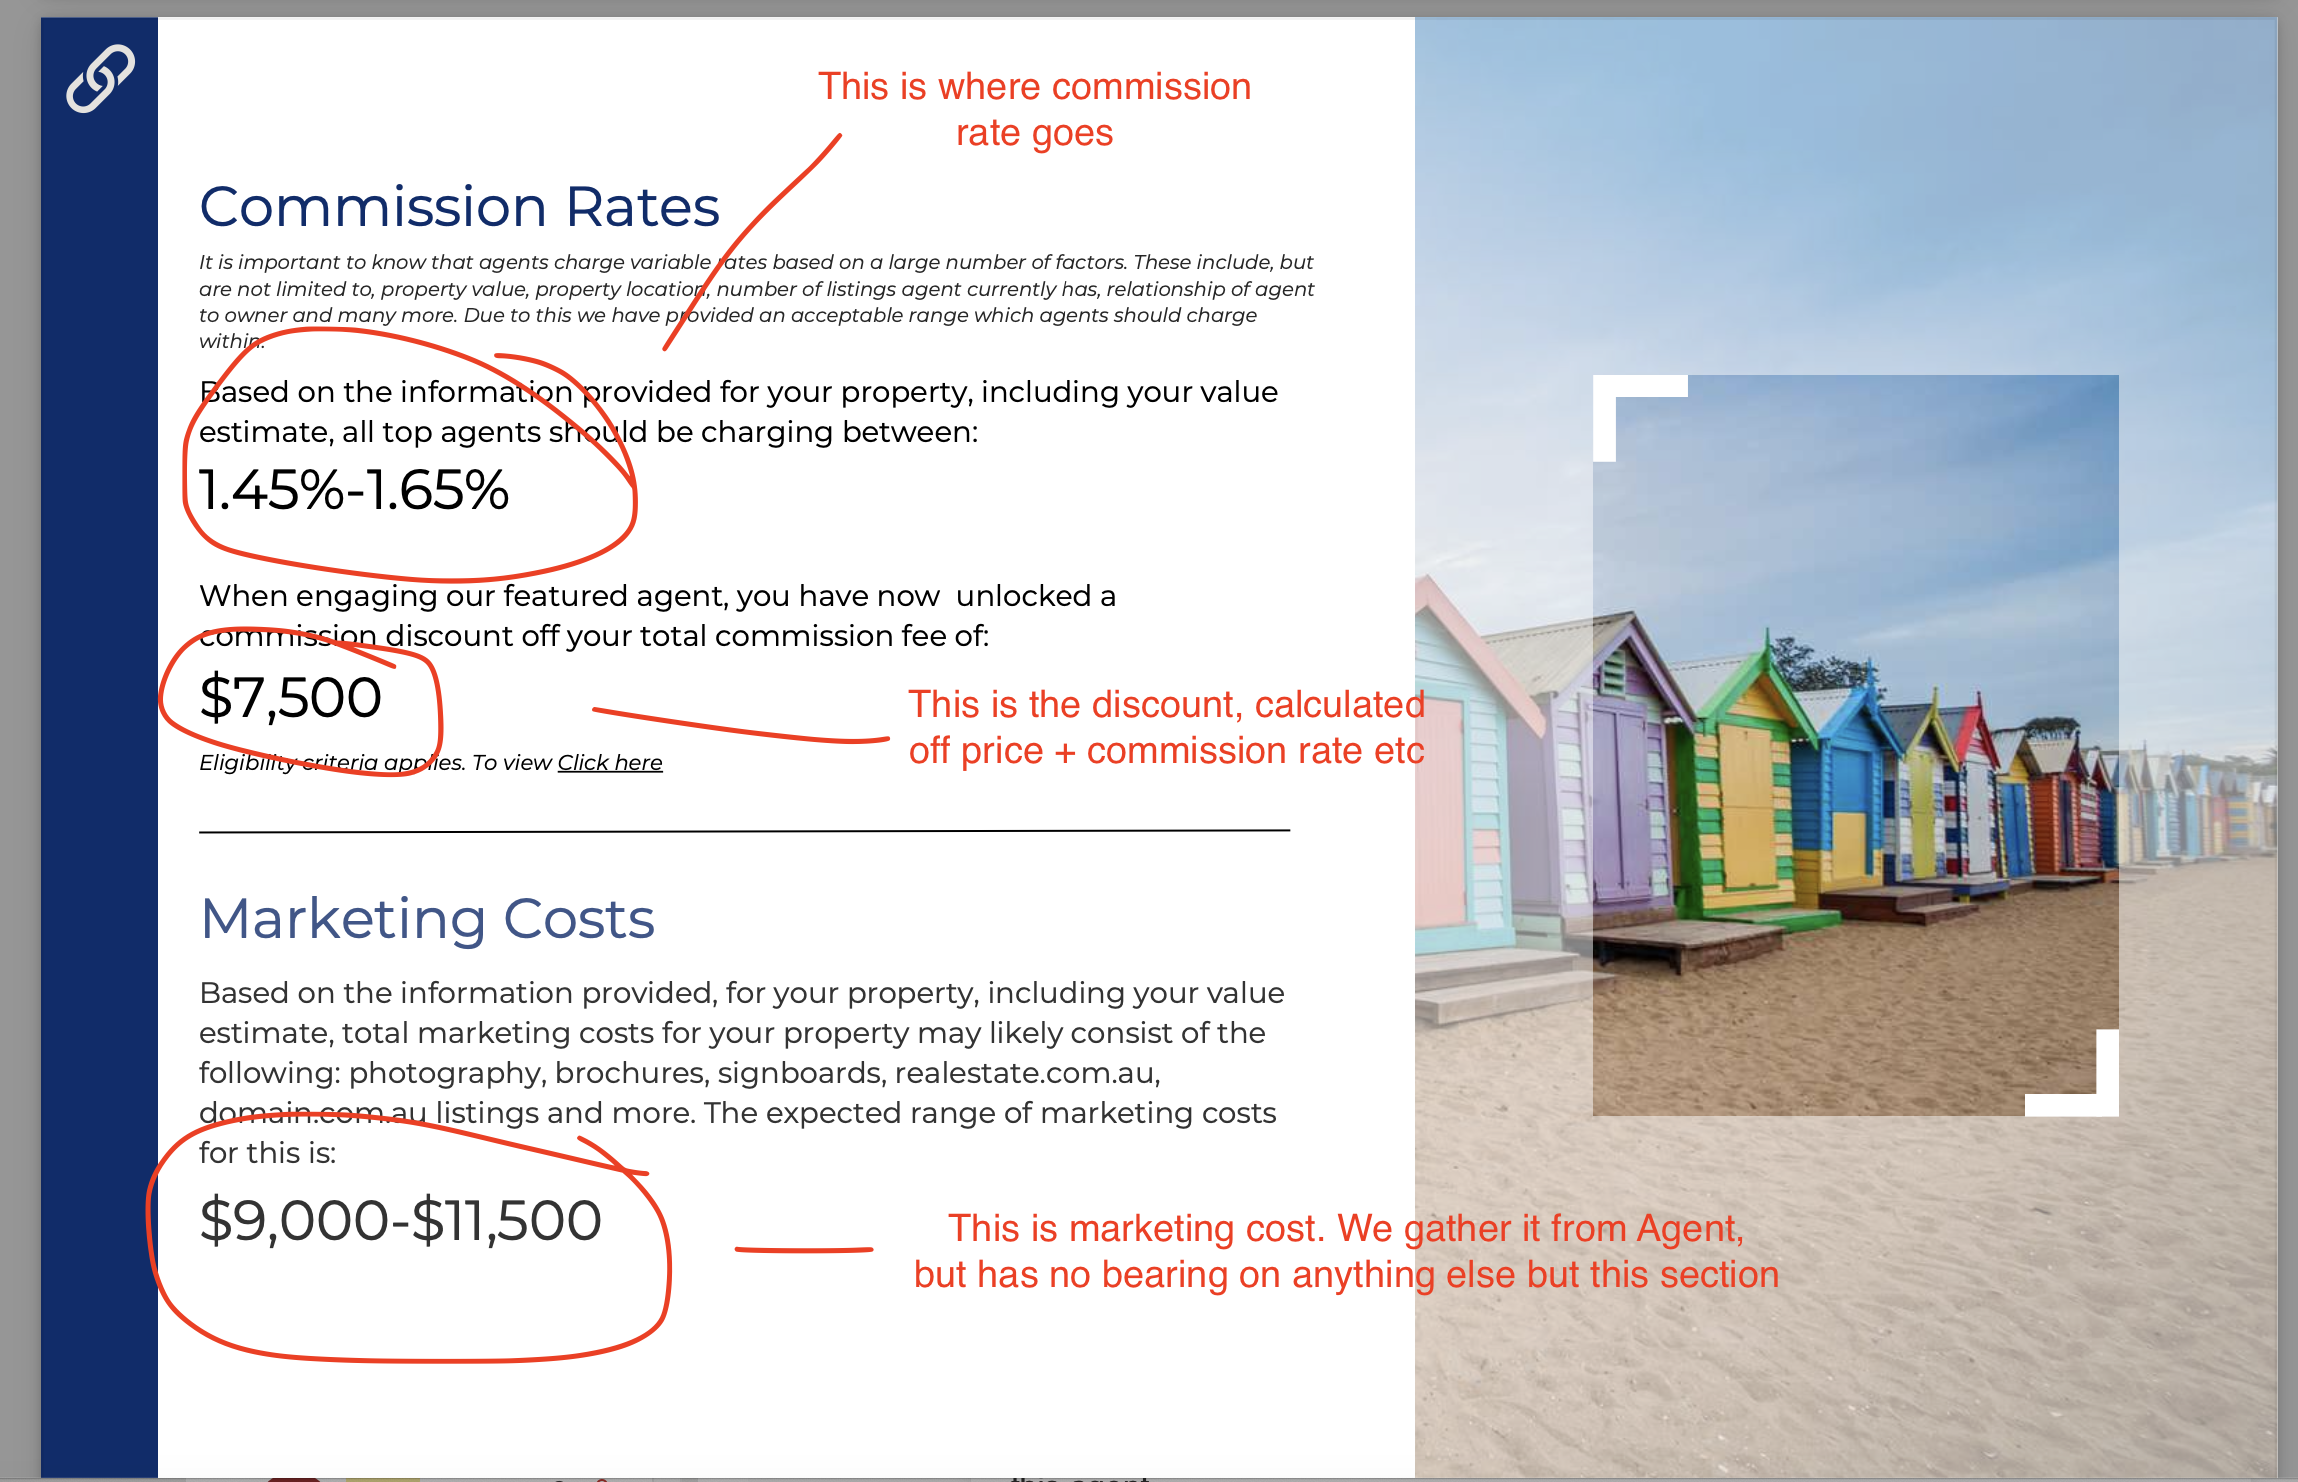 This is where commission
rate goes
Commission Rates
It is important to know that agents charge variable rates based on a large number of factors. These include, but
are not limited to, property value, property location, number of listings agent currently has, relationship of agent
to owner and many more. Due to this we have provided an acceptable range which agents should charge
within.
Based on the information provided for your property, including your value
estimate, all top agents should be charging between:
1.45%-1.65%
When engaging our featured agent, you have now  unlocked a
commission discount off your total commission fee of:
$7,500
This is the discount, calculated
off price + commission rate etc
Eligibility criteria applies. To view Click here
Marketing Costs
Based on the information provided, for your property, including your value
estimate, total marketing costs for your property may likely consist of the
following: photography, brochures, signboards, realestate.com.au,
domain.com.au listings and more. The expected range of marketing costs
for this is:
$9,000-$11,500
This is marketing cost. We gather it from Agent,
but has no bearing on anything else but this section